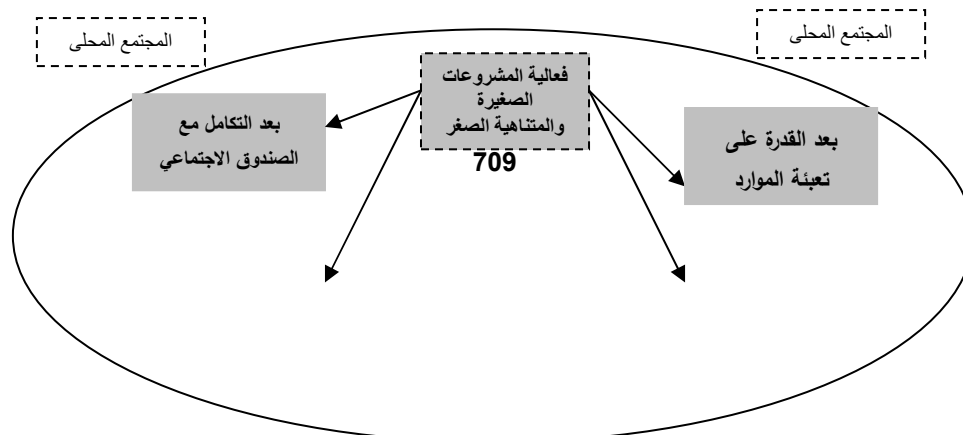 المجتمع المحلى
المجتمع المحلى
فعالية المشروعات
الصغيرة
والمتناهية الصغر
709
بعد القدرة على
تعبئة الموارد
بعد التكامل مع
الصندوق الاجتماعي